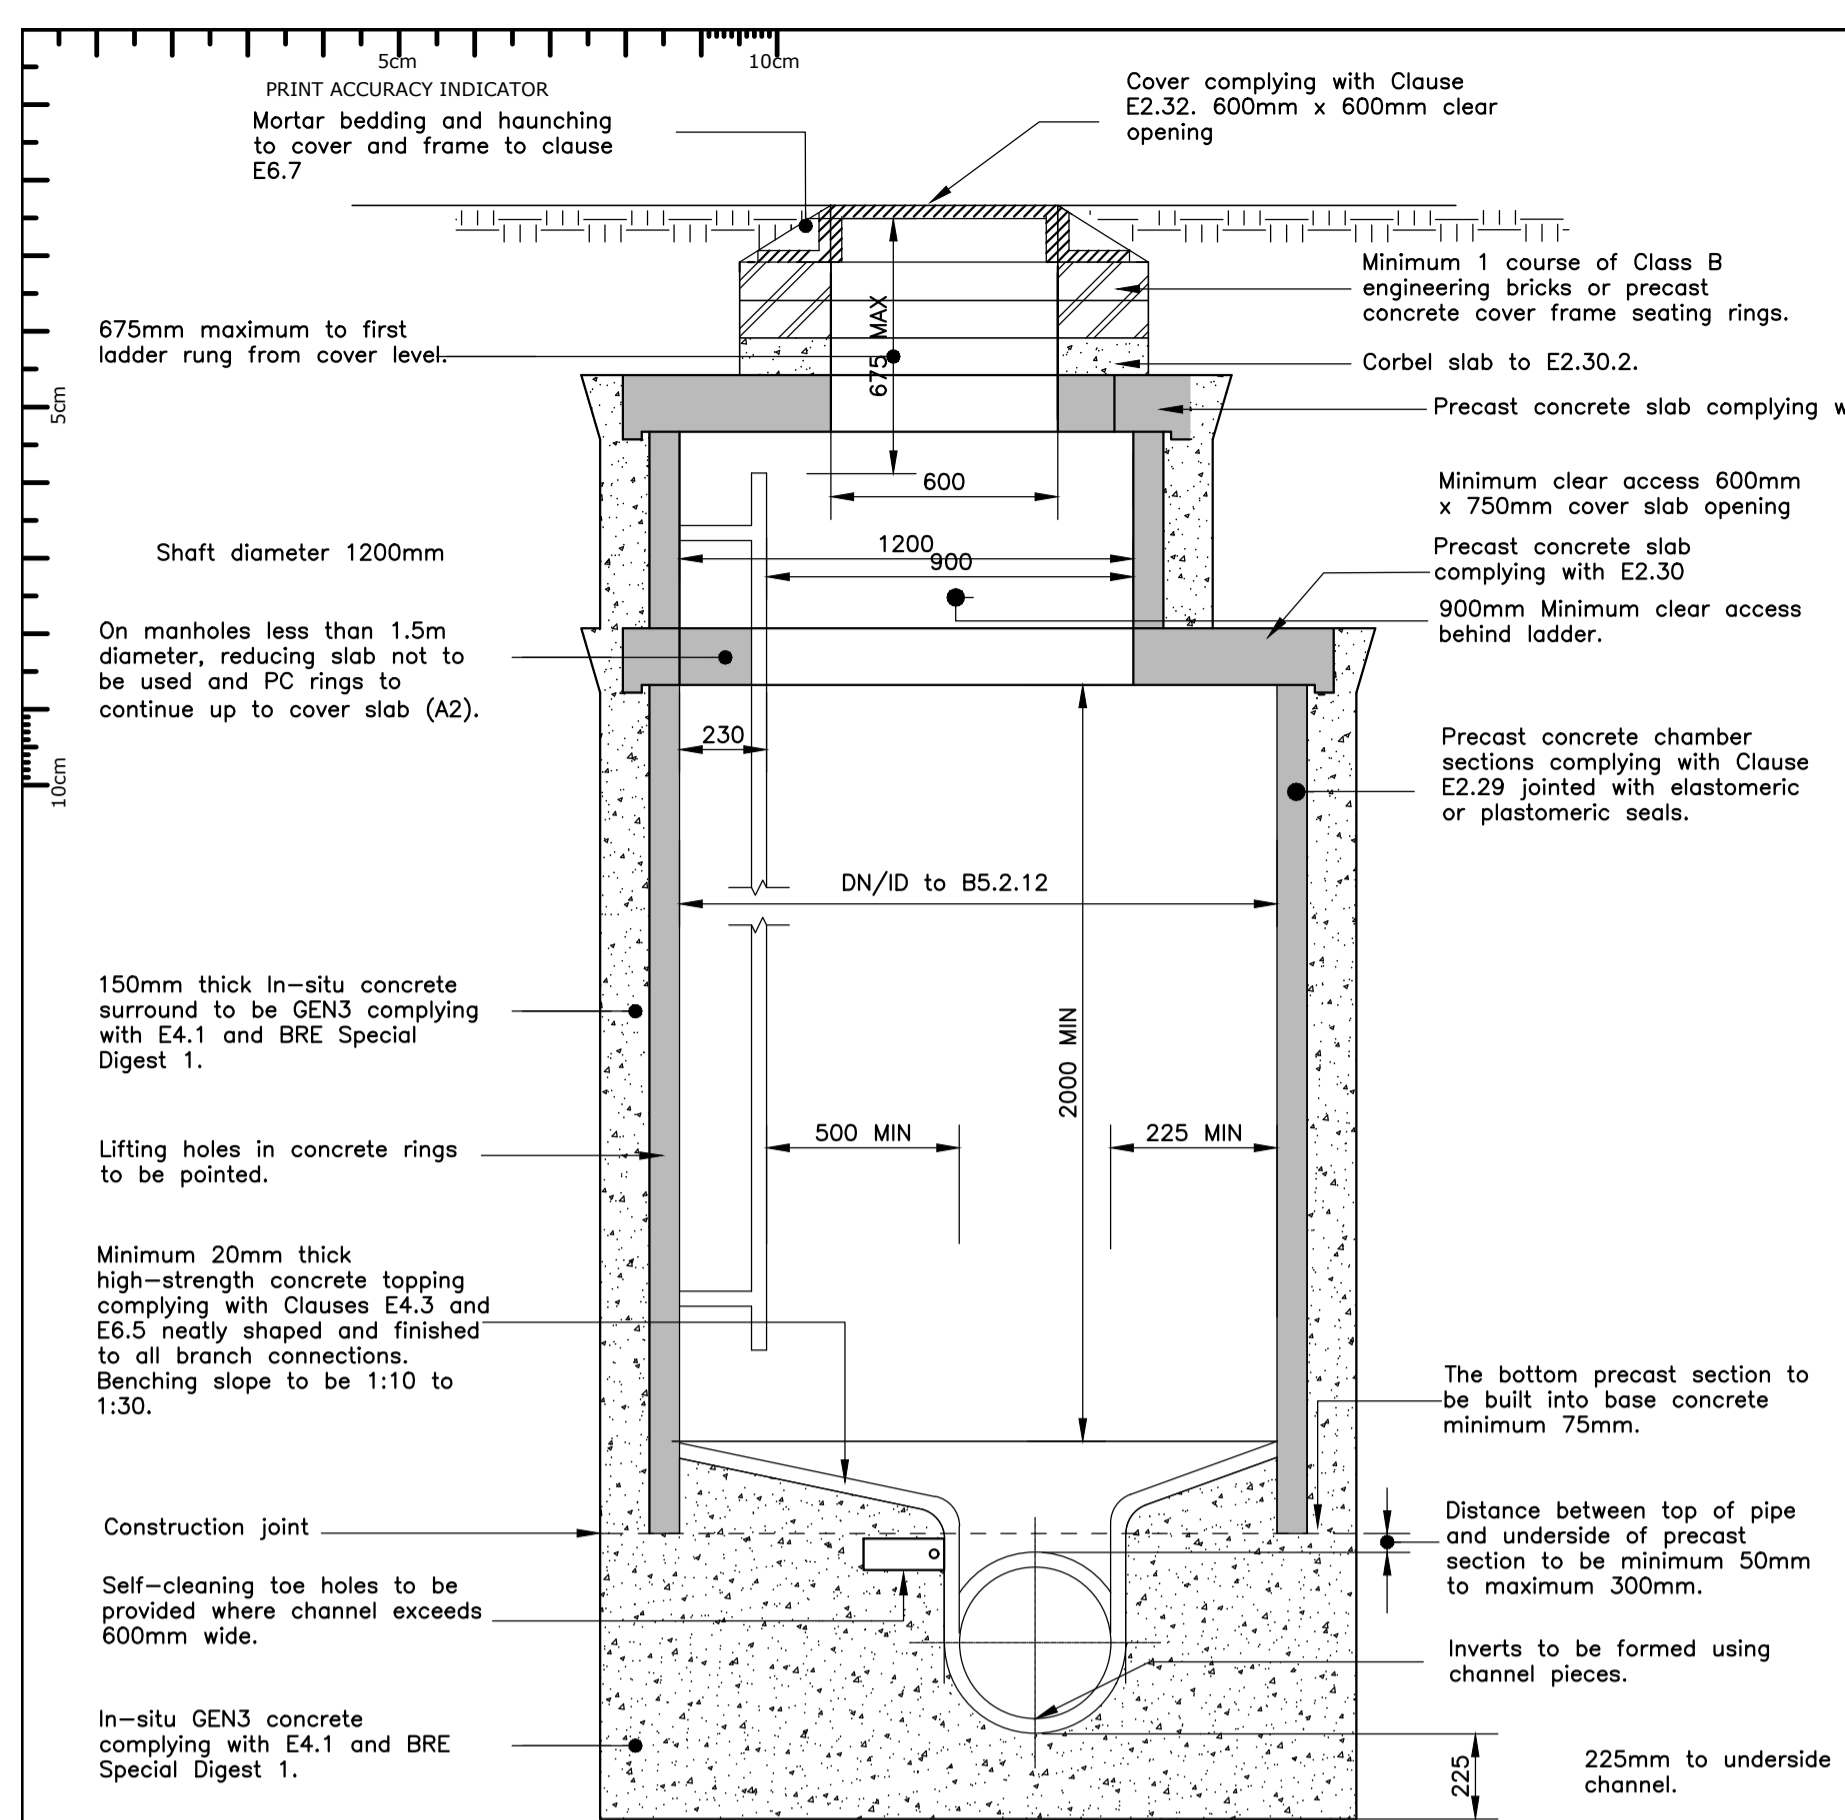 5cm
10cm
PRINT ACCURACY INDICATOR
Mortar bedding and haunching
to cover and frame to clause
E6.7
Cover complying with Clause
E2.32. 600mm x 600mm clear
opening
Minimum 1 course of Class B
engineering bricks or precast
concrete cover frame seating rings.
675mm maximum to first
ladder rung from cover level.
675 MAX
Corbel slab to E2.30.2.
5cm
Precast concrete slab complying
600
Minimum clear access 600mm
x 750mm cover slab opening
Shaft diameter 1200mm
1200
900
Precast concrete slab
complying with E2.30
900mm Minimum clear access
behind ladder.
On manholes less than 1.5m
diameter, reducing slab not to
be used and PC rings to
continue up to cover slab (A2).
230
10cm
Precast concrete chamber
sections complying with Clause
E2.29 jointed with elastomeric
or plastomeric seals.
DN/ID to B5.2.12
150mm thick In-situ concrete
surround to be GEN3 complying
with E4.1 and BRE Special
Digest 1.
2000 MIN
500 MIN
225 MIN
Lifting holes in concrete rings
to be pointed.
Minimum 20mm thick
high-strength concrete topping
complying with Clauses E4.3 and
E6.5 neatly shaped and finished
to all branch connections.
Benching slope to be 1:10 to
1:30.
The bottom precast section to
be built into base concrete
minimum 75mm.
Construction joint
Distance between top of pipe
and underside of precast
section to be minimum 50mm
to maximum 300mm.
Self-cleaning toe holes to be
provided where channel exceeds
600mm wide.
Inverts to be formed using
channel pieces.
In-situ GEN3 concrete
complying with E4.1 and BRE
Special Digest 1.
225
225mm to underside
channel.